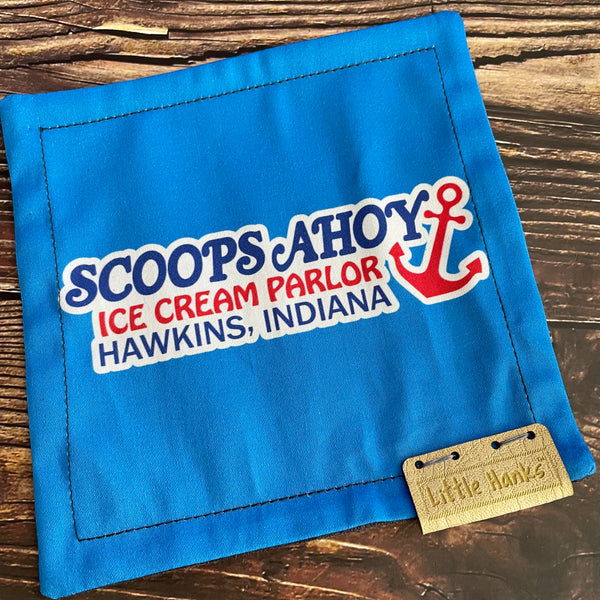 SCOOPS AHOY
ICE CREAM PARLOR
HAWKINS, INDIANA
Little Hanks